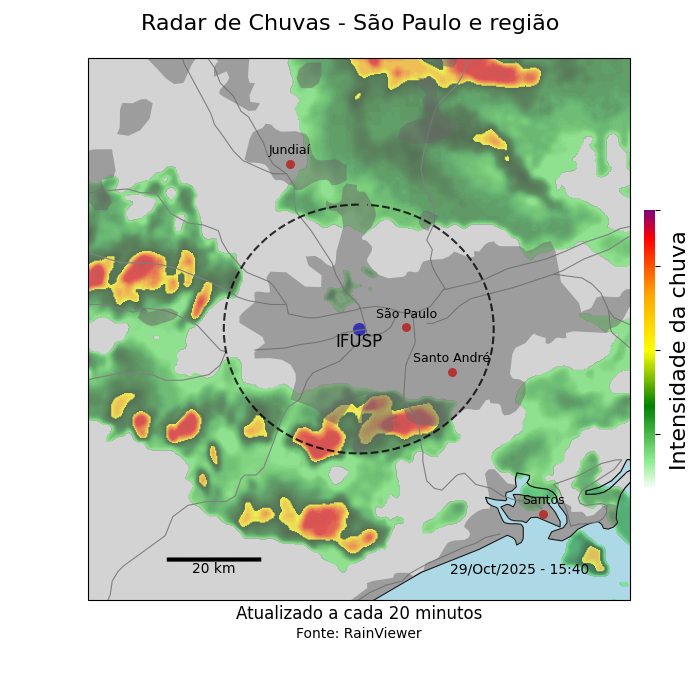 Radar de Chuvas - São Paulo e região
Jundiaí
São Paulo
IFUSP
Santo André
Santos
20 km
29/Oct/2025 - 15:40
Intensidade da chuva
Atualizado a cada 20 minutos
Fonte: RainViewer